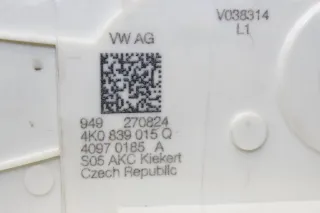 V038314
L1
VW AG
949 270824
4K0 839 015 Q
4097 0185 A
S05 AKC Kiekert
Czech Republic